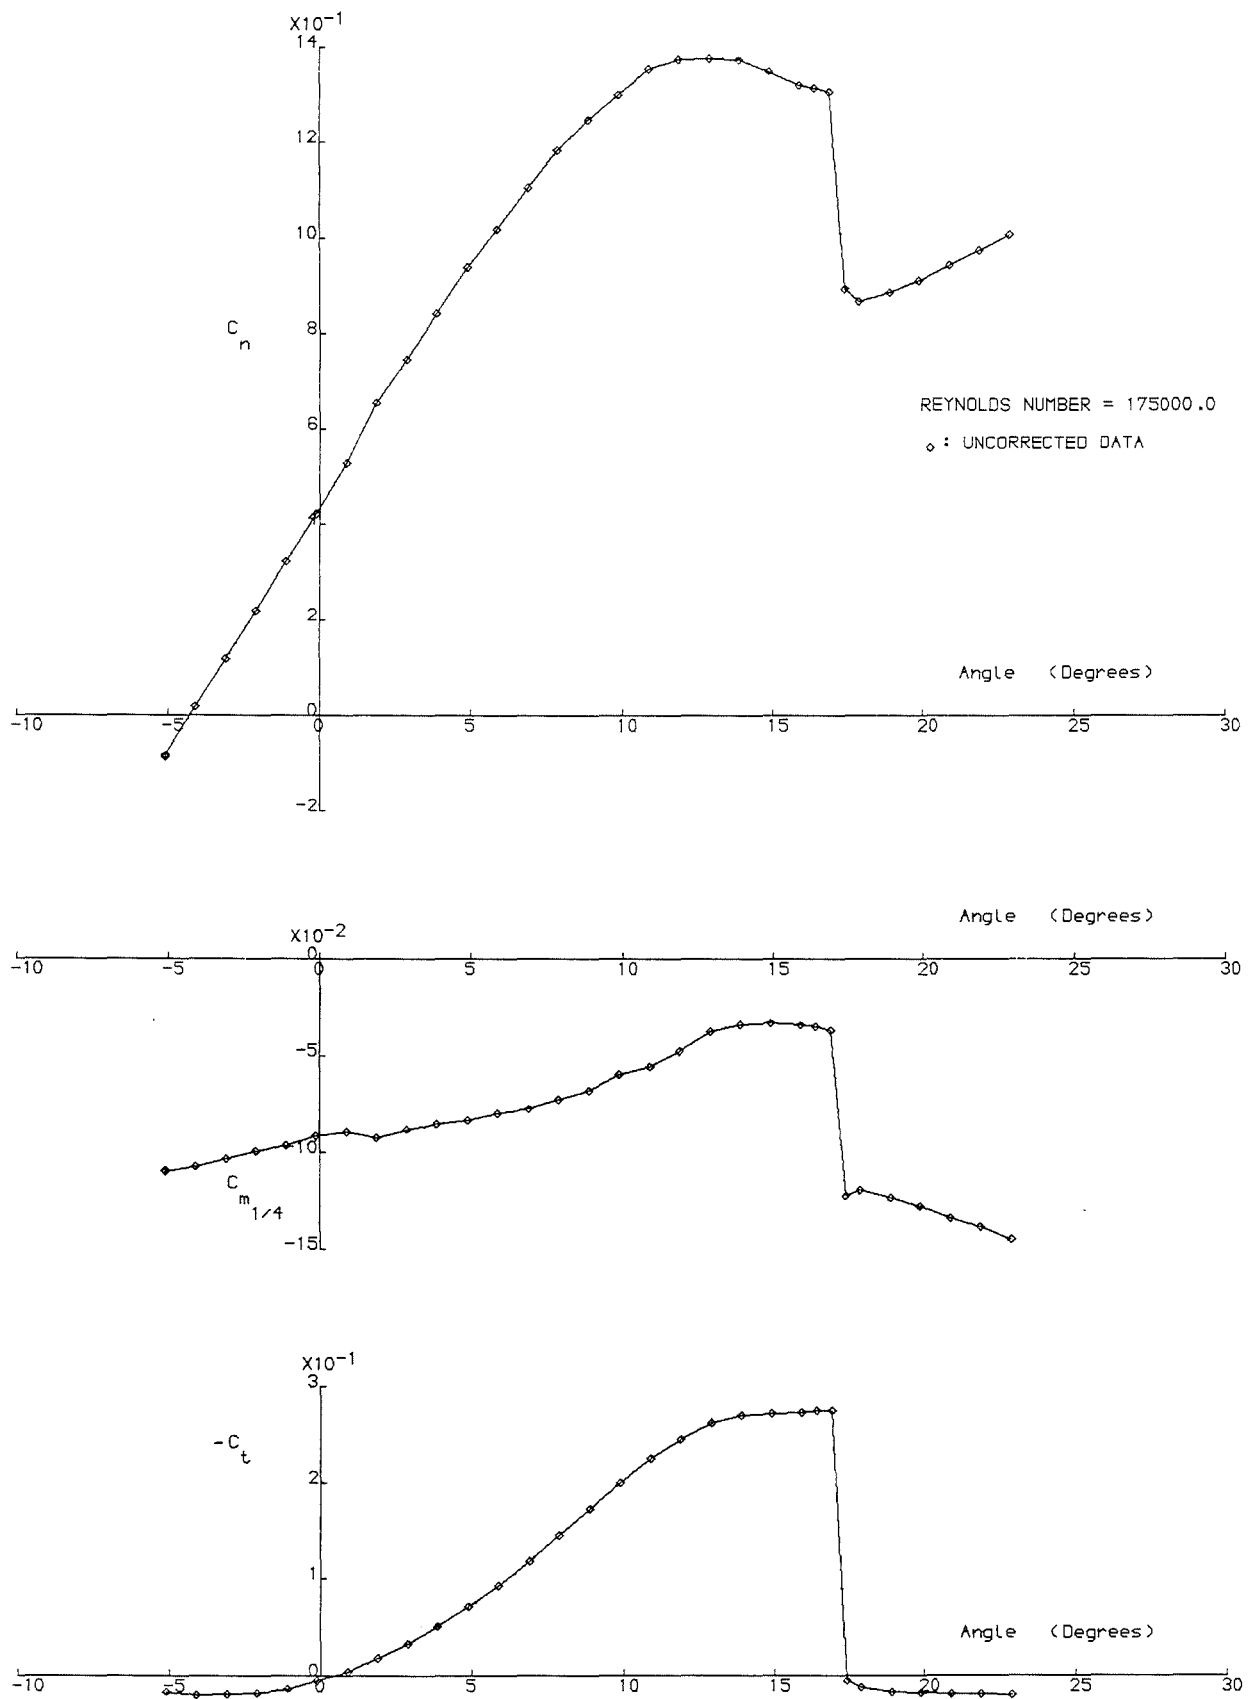 X10⁻¹
14
12
10
8
6
4
2
0
-2
C_n
REYNOLDS NUMBER = 175000.0
◇ : UNCORRECTED DATA
Angle (Degrees)
-10 -5 0 5 10 15 20 25 30
Angle (Degrees)
X10⁻²
0
-10 -5 0 5 10 15 20 25 30
-5
-10
C_m_1/4
-15
X10⁻¹
3
-C_t
2
1
Angle (Degrees)
0
-10 -5 0 5 10 15 20 25 30